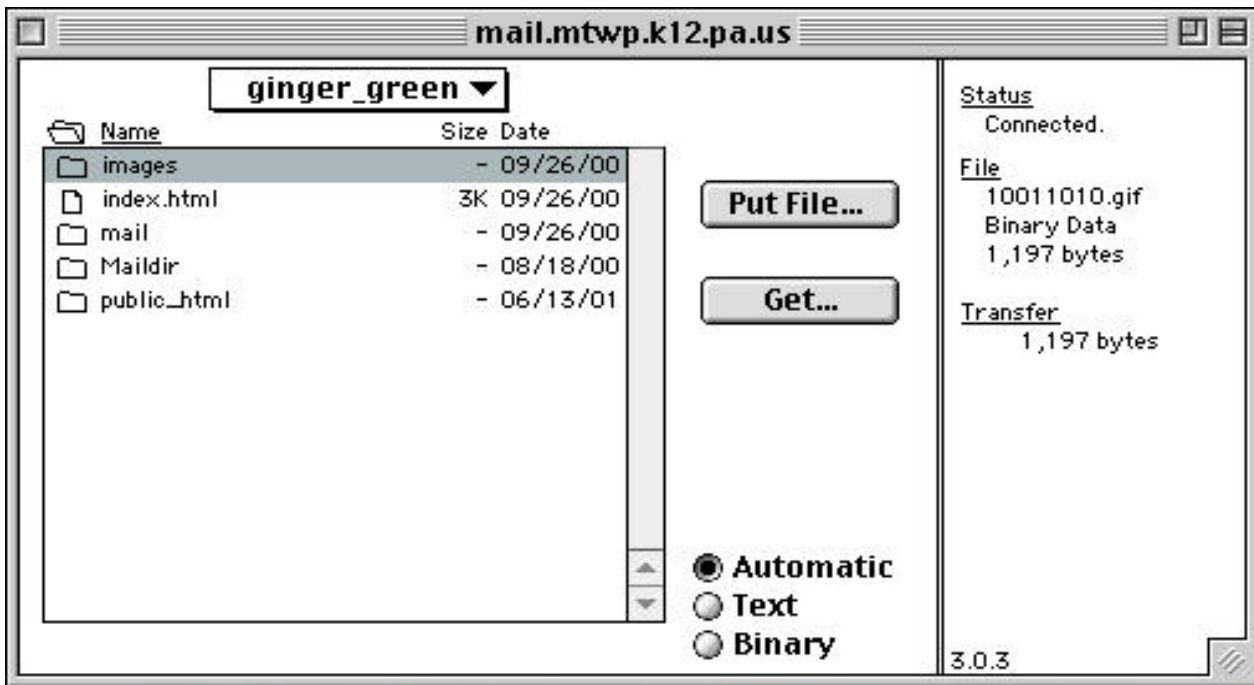 mail.mtwp.k12.pa.us
ginger_green
Name Size Date
images - 09/26/00
index.html 3K 09/26/00
mail - 09/26/00
Maildir - 08/18/00
public_html - 06/13/01
Put File...
Get...
Automatic
Text
Binary
Status
Connected.
File
10011010.gif
Binary Data
1,197 bytes
Transfer
1,197 bytes
3.0.3